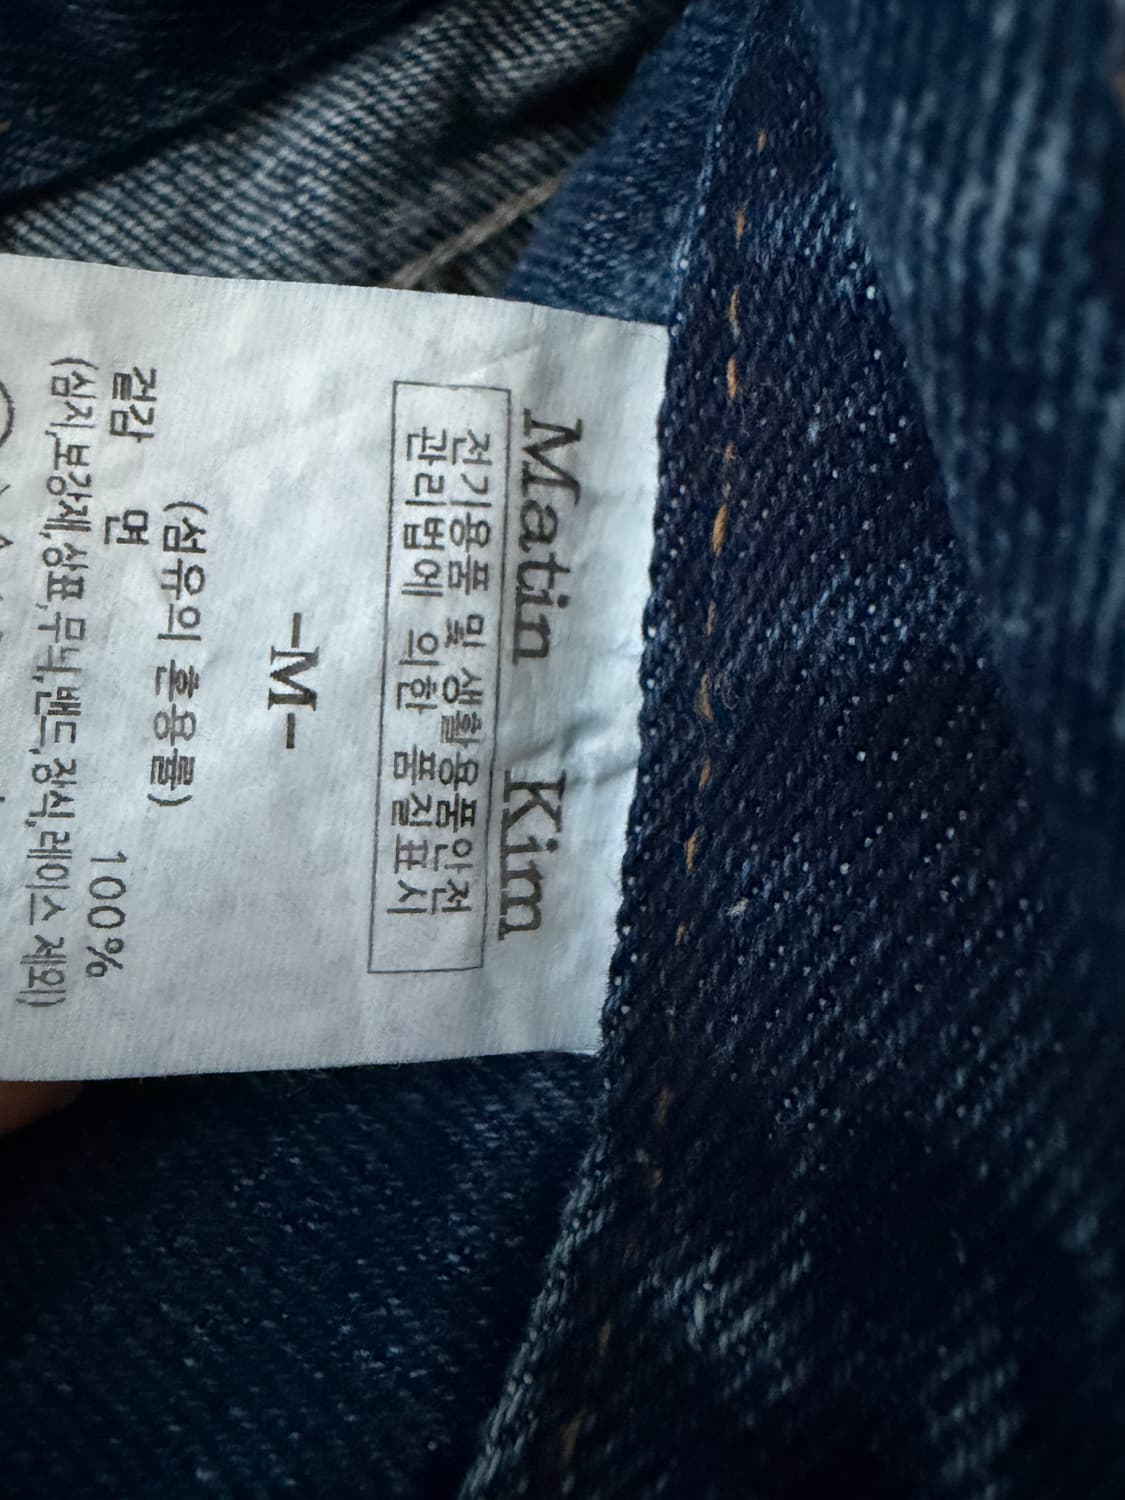 Matin Kim
전기용품 및 생활용품안전
관리법에 의한 품질표시
-M-
(섬유의 혼용률)
겉감 면 100%
(심지,보강제,상표,무늬,밴드,장식,레이스 제외)